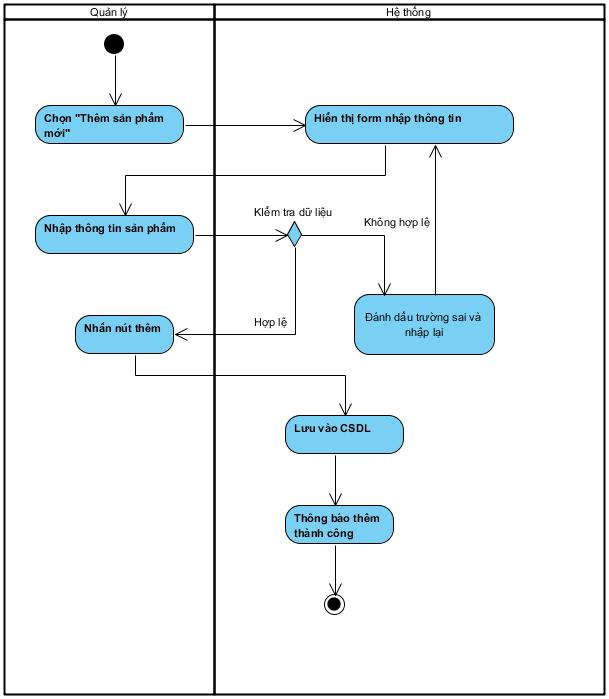 Quản lý
Hệ thống
Chọn "Thêm sản phẩm
mới"
Hiển thị form nhập thông tin
Kiểm tra dữ liệu
Không hợp lệ
Nhập thông tin sản phẩm
Đánh dấu trường sai và
nhập lại
Hợp lệ
Nhấn nút thêm
Lưu vào CSDL
Thông báo thêm
thành công